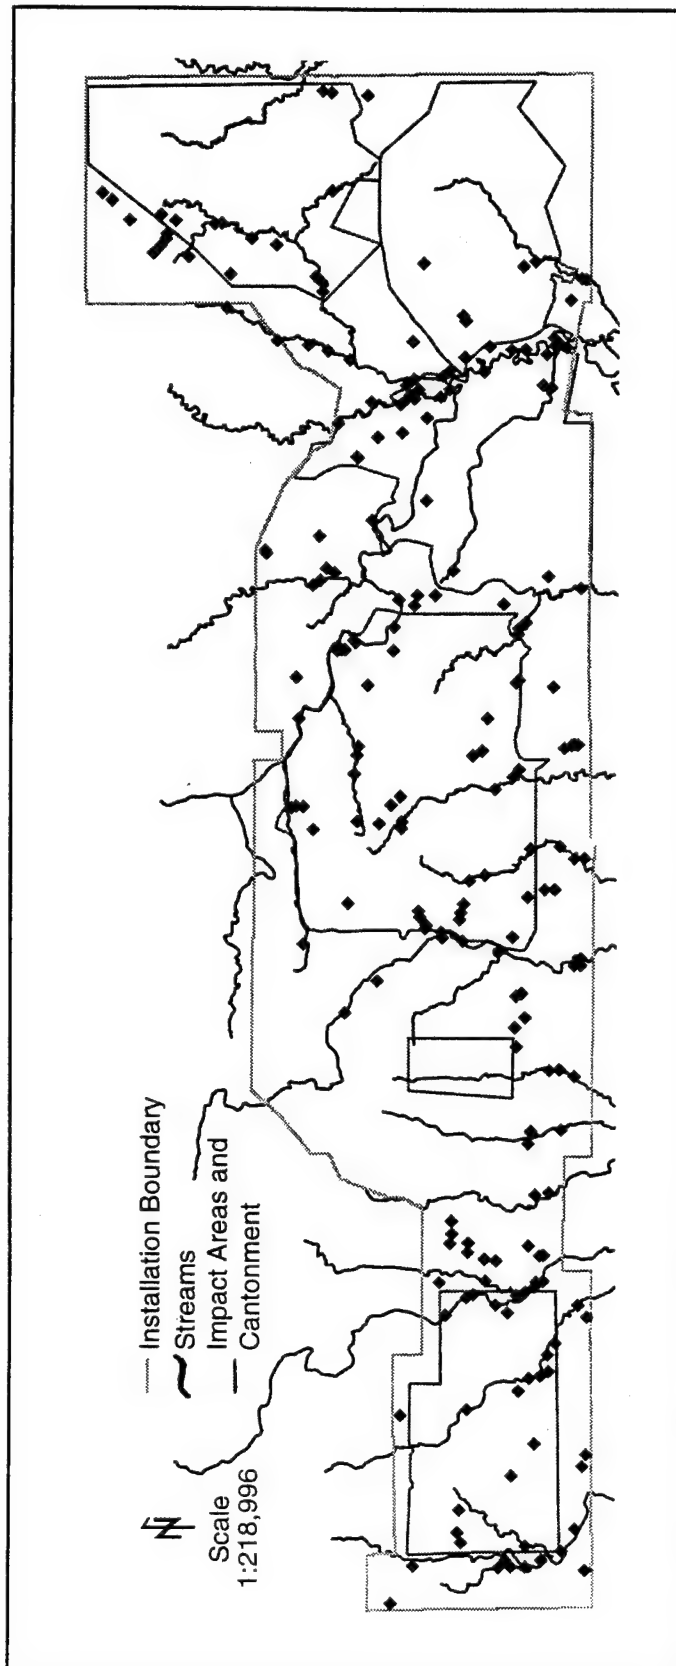 Installation Boundary
Streams
Impact Areas and
Cantonment
N
Scale
1:218,996